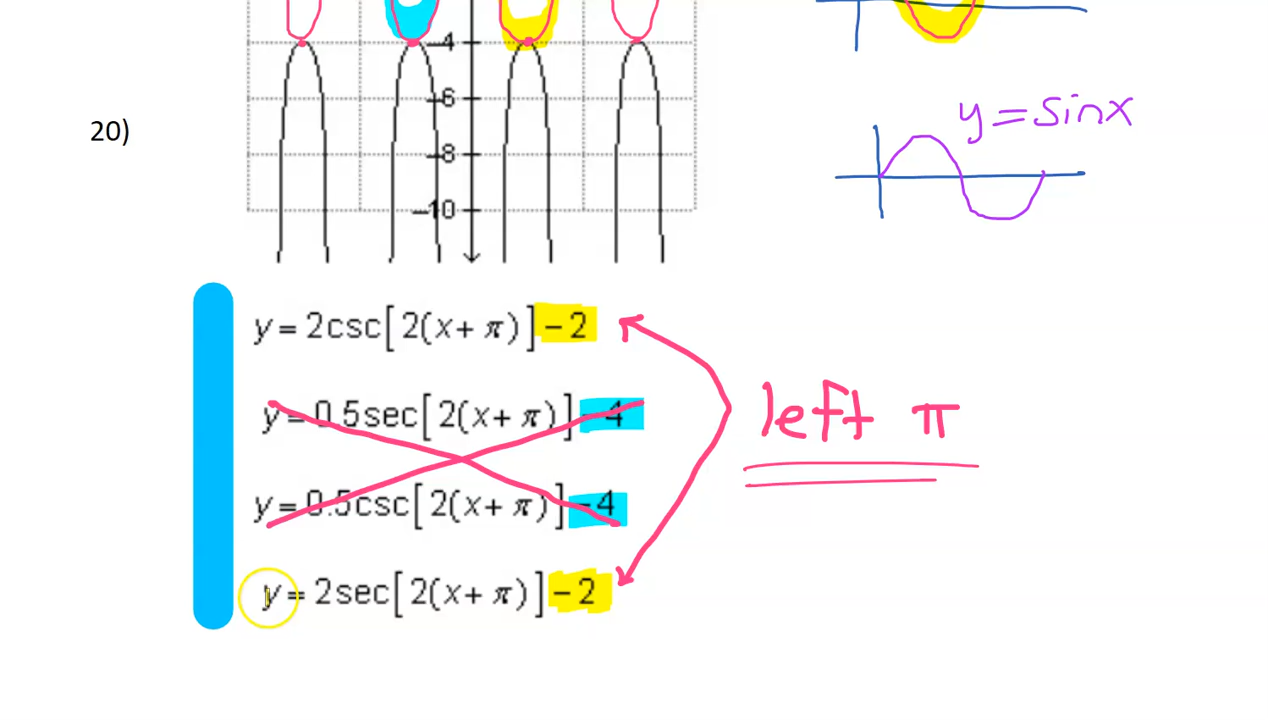 −4
−6
y=sinx
20)
−8
−10
y = 2csc[2(x+ π)] − 2
y = 0.5sec[2(x+ π)] − 4
left π
y = 0.5csc[2(x+ π)] − 4
y = 2sec[2(x+ π)] − 2